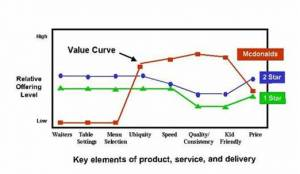 High
Value Curve
Mcdonalds
2 Star
1 Star
Relative
Offering
Level
Low
Waiters Table Menu Ubiquity Speed Quality/ Kid Price
Settings Selection Consistency Friendly
Key elements of product, service, and delivery